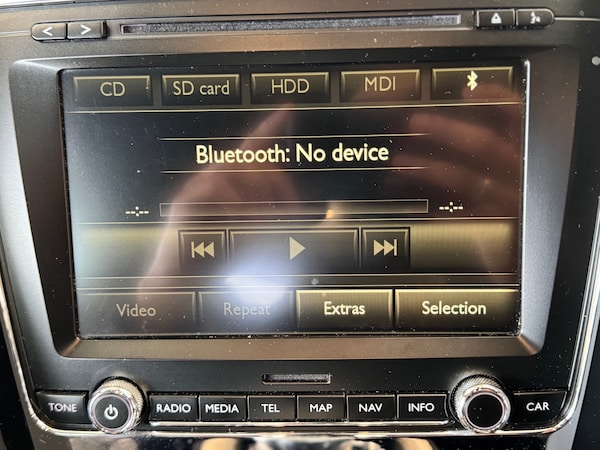 < >
CD SD card HDD MDI
Bluetooth: No device
--:-- --:--
Video Repeat Extras Selection
TONE RADIO MEDIA TEL MAP NAV INFO CAR